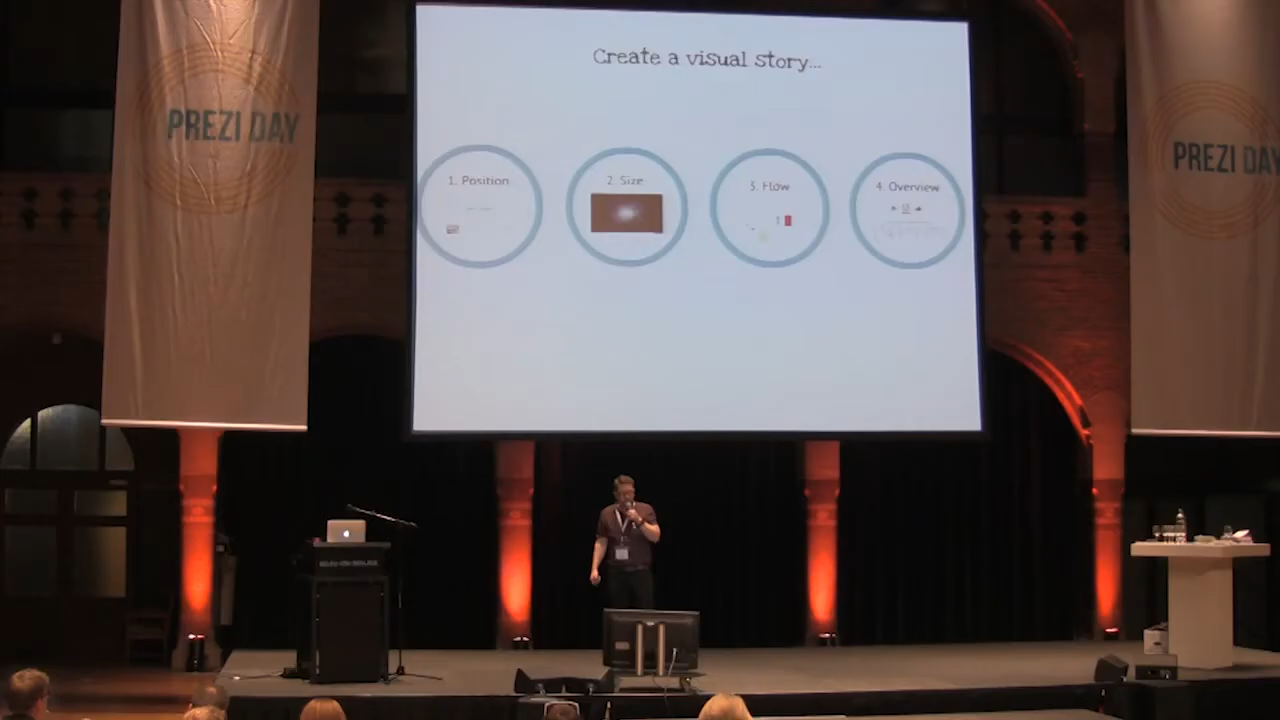 PREZI DAY
Create a visual story...
1. Position
2. Size
3. Flow
4. Overview
PREZI DAY